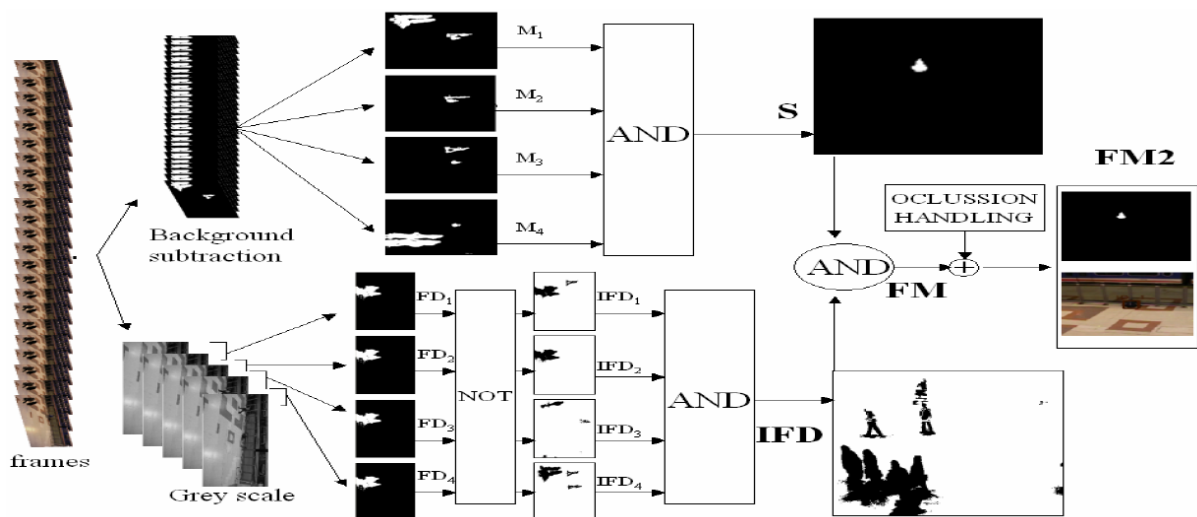 frames
Background
subtraction
Grey scale
M1
M2
M3
M4
AND
S
FD1
FD2
FD3
FD4
NOT
IFD1
IFD2
IFD3
IFD4
AND
IFD
AND
FM
OCLUSSION
HANDLING
+
FM2